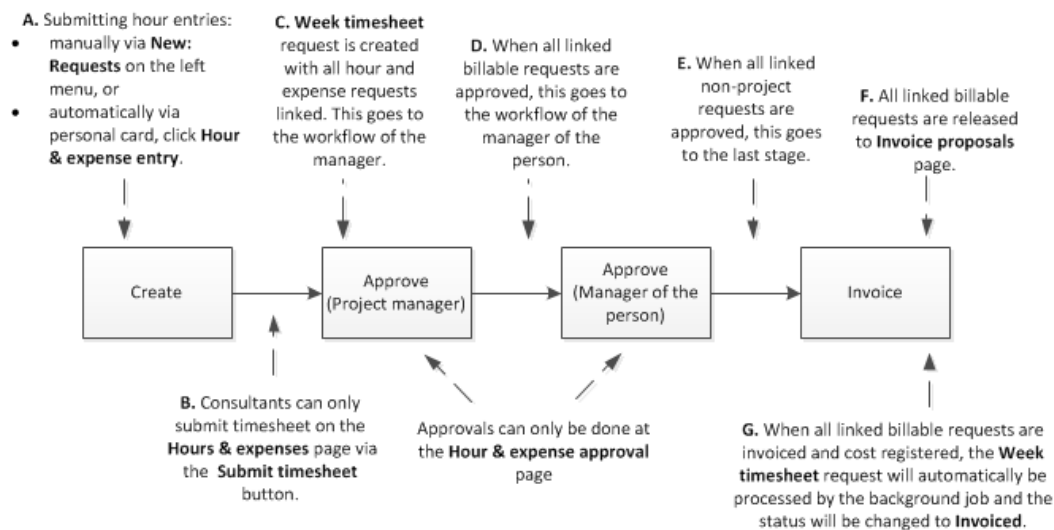 A. Submitting hour entries:
• manually via New:
Requests on the left
menu, or
• automatically via
personal card, click Hour
& expense entry.
C. Week timesheet
request is created
with all hour and
expense requests
linked. This goes to
the workflow of the
manager.
D. When all linked
billable requests are
approved, this goes to
the workflow of the
manager of the
person.
E. When all linked
non-project
requests are
approved, this goes
to the last stage.
F. All linked billable
requests are released
to Invoice proposals
page.
Create
Approve
(Project manager)
Approve
(Manager of the
person)
Invoice
B. Consultants can only
submit timesheet on the
Hours & expenses page via
the Submit timesheet
button.
Approvals can only be done at
the Hour & expense approval
page
G. When all linked billable requests are
invoiced and cost registered, the Week
timesheet request will automatically be
processed by the background job and the
status will be changed to Invoiced.